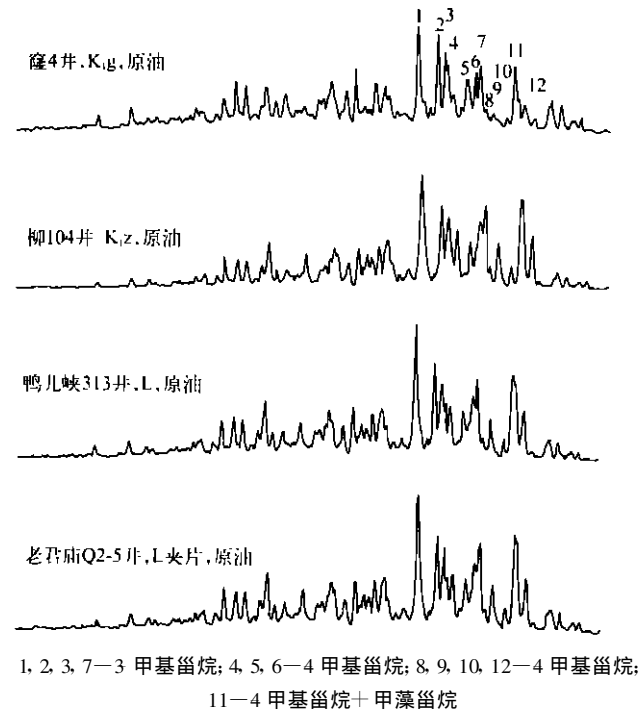 1
2 3
4
5 6 7
8 9 10 11
12
窿4井.K₁g,原油
柳104井 K₁z,原油
鸭儿峡313井.L,原油
老君庙Q2-5井,L夹片,原油
1, 2, 3, 7—3 甲基甾烷; 4, 5, 6—4 甲基甾烷; 8, 9, 10, 12—4 甲基甾烷;
11—4 甲基甾烷+甲藻甾烷